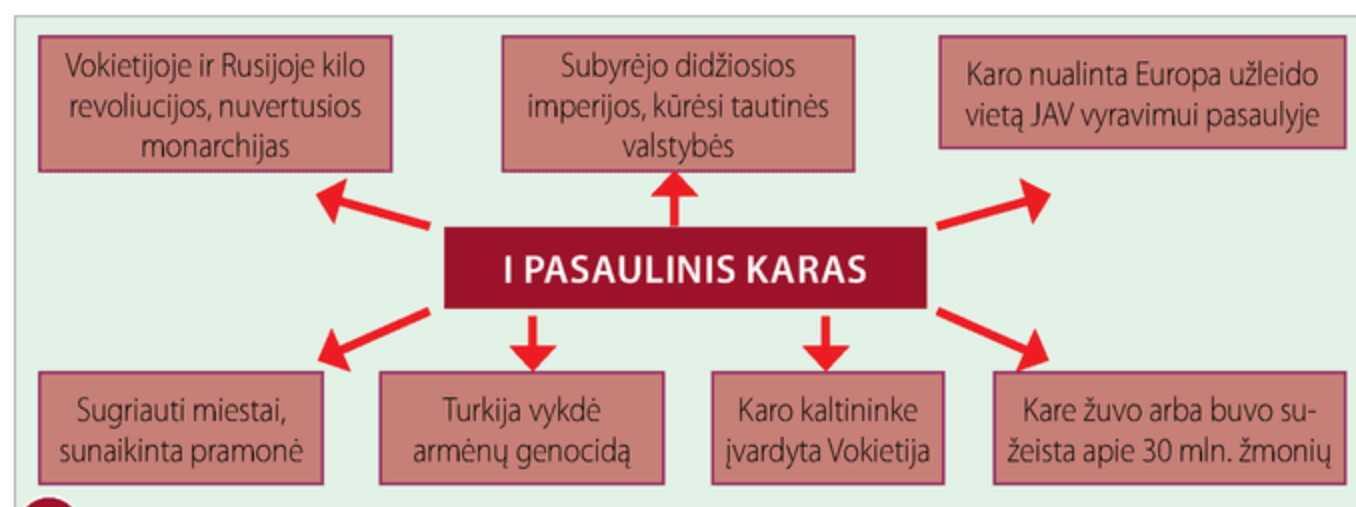 Vokietijoje ir Rusijoje kilo
revoliucijos, nuvertusios
monarchijas
Subyrėjo didžiosios
imperijos, kūrėsi tautinės
valstybės
Karo nualinta Europa užleido
vietą JAV vyravimui pasaulyje
I PASAULINIS KARAS
Sugriauti miestai,
sunaikinta pramonė
Turkija vykdė
armėnų genocidą
Karo kaltininke
įvardyta Vokietija
Kare žuvo arba buvo su-
žeista apie 30 mln. žmonių